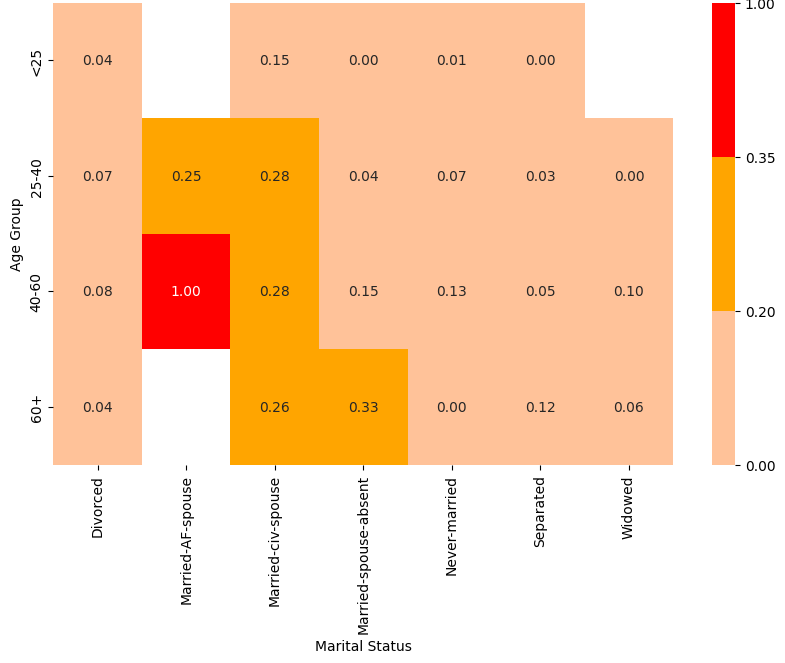 1.00
<25 0.04 0.15 0.00 0.01 0.00
0.35
25-40 0.07 0.25 0.28 0.04 0.07 0.03 0.00
Age Group
40-60 0.08 1.00 0.28 0.15 0.13 0.05 0.10
0.20
60+ 0.04 0.26 0.33 0.00 0.12 0.06
0.00
Divorced
Married-AF-spouse
Married-civ-spouse
Married-spouse-absent
Never-married
Separated
Widowed
Marital Status